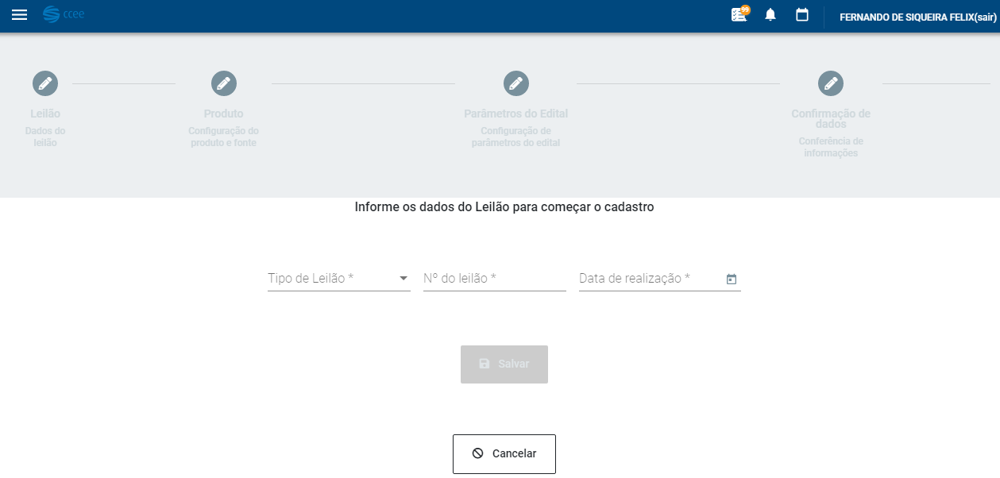 ccee
99
FERNANDO DE SIQUEIRA FELIX(sair)
Leilão
Dados do
leilão
Produto
Configuração do
produto e fonte
Parâmetros do Edital
Configuração de
parâmetros do edital
Confirmação de
dados
Conferência de
informações
Informe os dados do Leilão para começar o cadastro
Tipo de Leilão *
Nº do leilão *
Data de realização *
Salvar
Cancelar